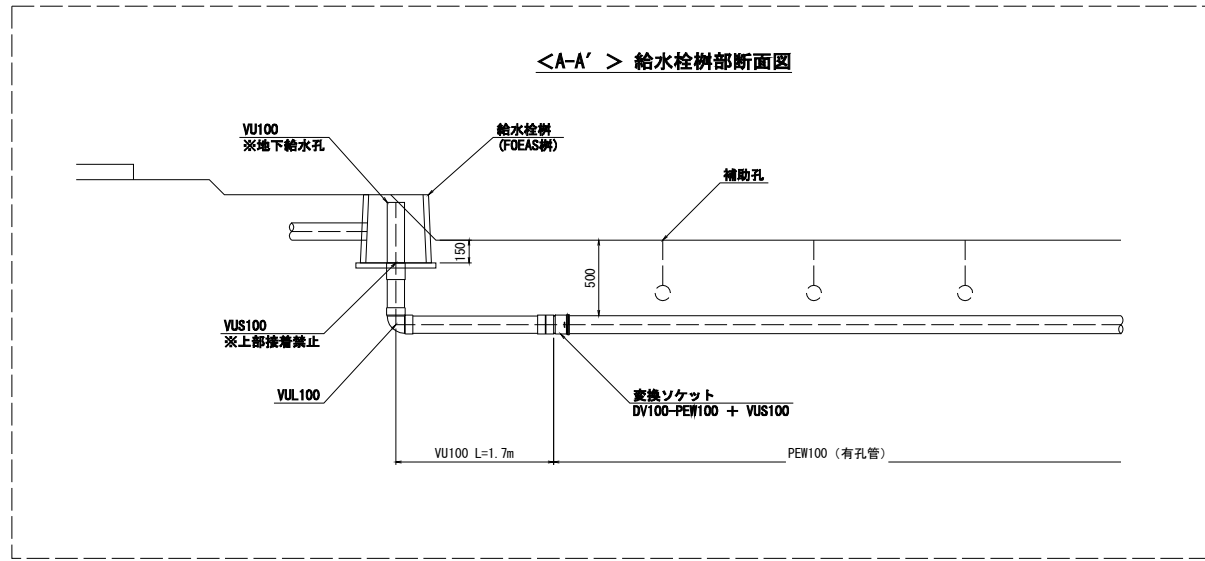 <A-A′ > 給水栓桝部断面図
VU100
※地下給水孔
給水栓桝
(FOEAS桝)
補助孔
150
500
VUS100
※上部接着禁止
VUL100
変換ソケット
DV100-PEW100 + VUS100
VU100 L=1.7m
PEW100 (有孔管)